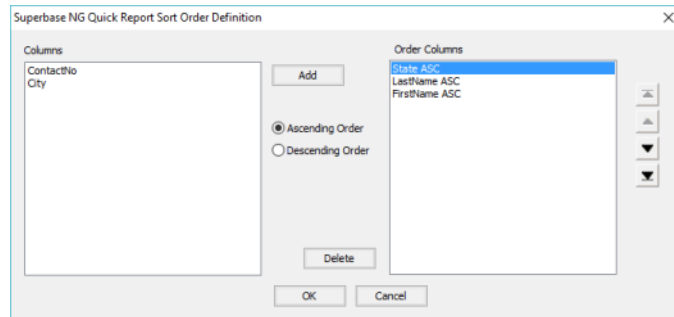 Superbase NG Quick Report Sort Order Definition
Columns
ContactNo
City
Add
Ascending Order
Descending Order
Delete
Order Columns
State ASC
LastName ASC
FirstName ASC
OK
Cancel